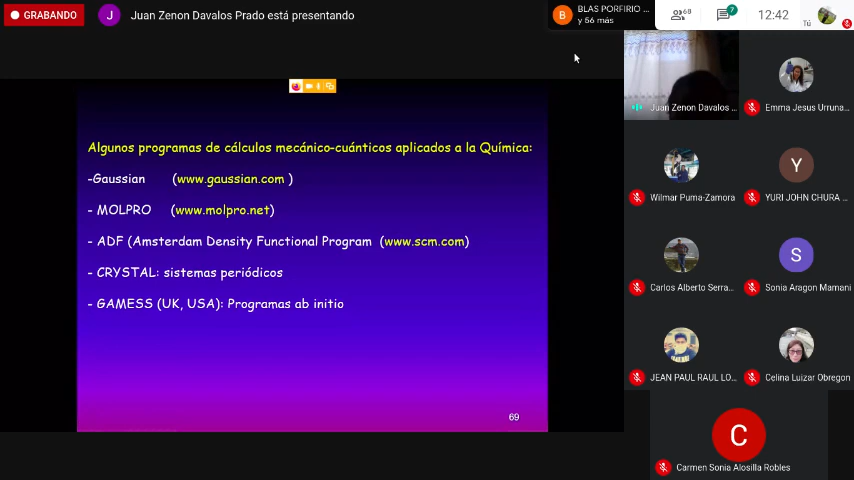 GRABANDO
J
Juan Zenon Davalos Prado está presentando
B
BLAS PORFIRIO ...
y 56 más
68
7
12:42
Tú
Algunos programas de cálculos mecánico-cuánticos aplicados a la Química:
-Gaussian (www.gaussian.com )
- MOLPRO (www.molpro.net)
- ADF (Amsterdam Density Functional Program (www.scm.com)
- CRYSTAL: sistemas periódicos
- GAMESS (UK, USA): Programas ab initio
69
Juan Zenon Davalos ...
Emma Jesus Urruna...
Wilmar Puma-Zamora
Y
YURI JOHN CHURA ...
Carlos Alberto Serra...
S
Sonia Aragon Mamani
JEAN PAUL RAUL LO...
Celina Luizar Obregon
C
Carmen Sonia Alosilla Robles